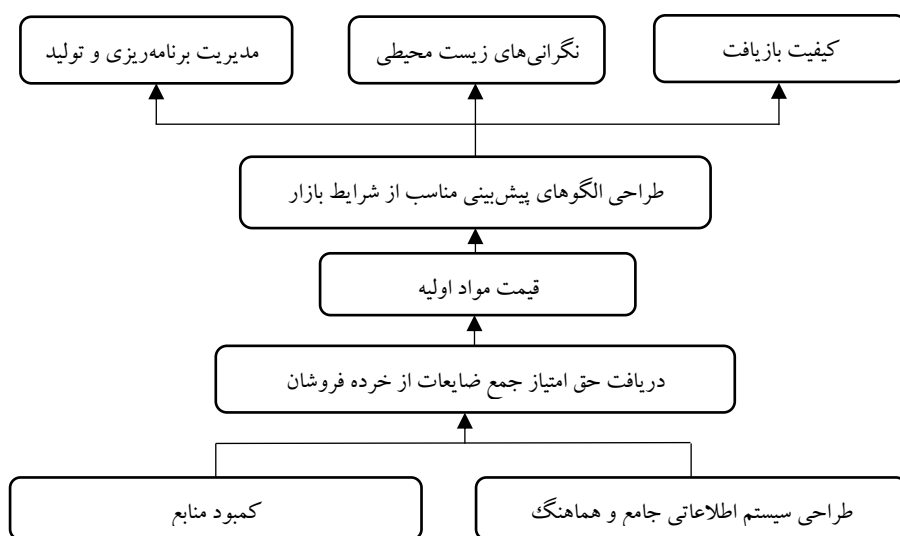 کیفیت بازیافت
نگرانی‌های زیست محیطی
مدیریت برنامه‌ریزی و تولید
طراحی الگوهای پیش‌بینی مناسب از شرایط بازار
قیمت مواد اولیه
دریافت حق امتیاز جمع ضایعات از خرده فروشان
طراحی سیستم اطلاعاتی جامع و هماهنگ
کمبود منابع